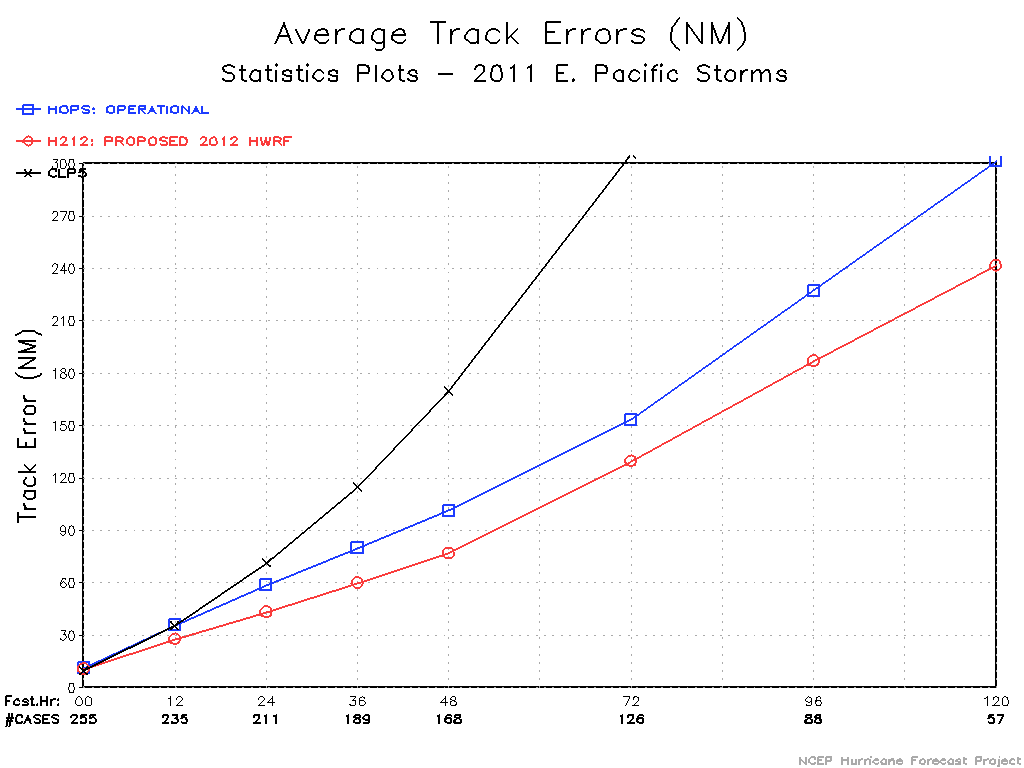 Average Track Errors (NM)
Statistics Plots – 2011 E. Pacific Storms
HOPS: OPERATIONAL
H212: PROPOSED 2012 HWRF
CLP5
300
270
240
210
180
150
120
90
60
30
0
Track Error (NM)
Fcst.Hr: 00 12 24 36 48 72 96 120
#CASES 255 235 211 189 168 126 88 57
NCEP Hurricane Forecast Project